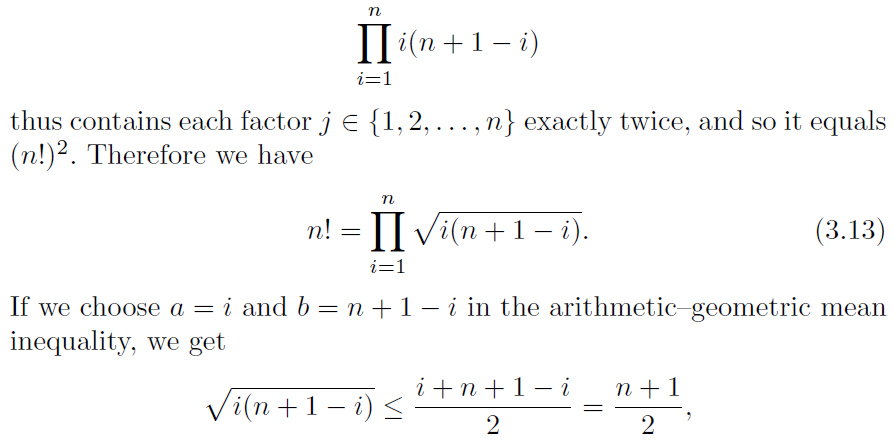 n
∏ i(n + 1 − i)
i=1
thus contains each factor j ∈ {1, 2, . . . , n} exactly twice, and so it equals
(n!)². Therefore we have
n
n! = ∏ √(i(n + 1 − i)). (3.13)
i=1
If we choose a = i and b = n + 1 − i in the arithmetic–geometric mean
inequality, we get
√(i(n + 1 − i)) ≤ (i + n + 1 − i)/2 = (n + 1)/2,